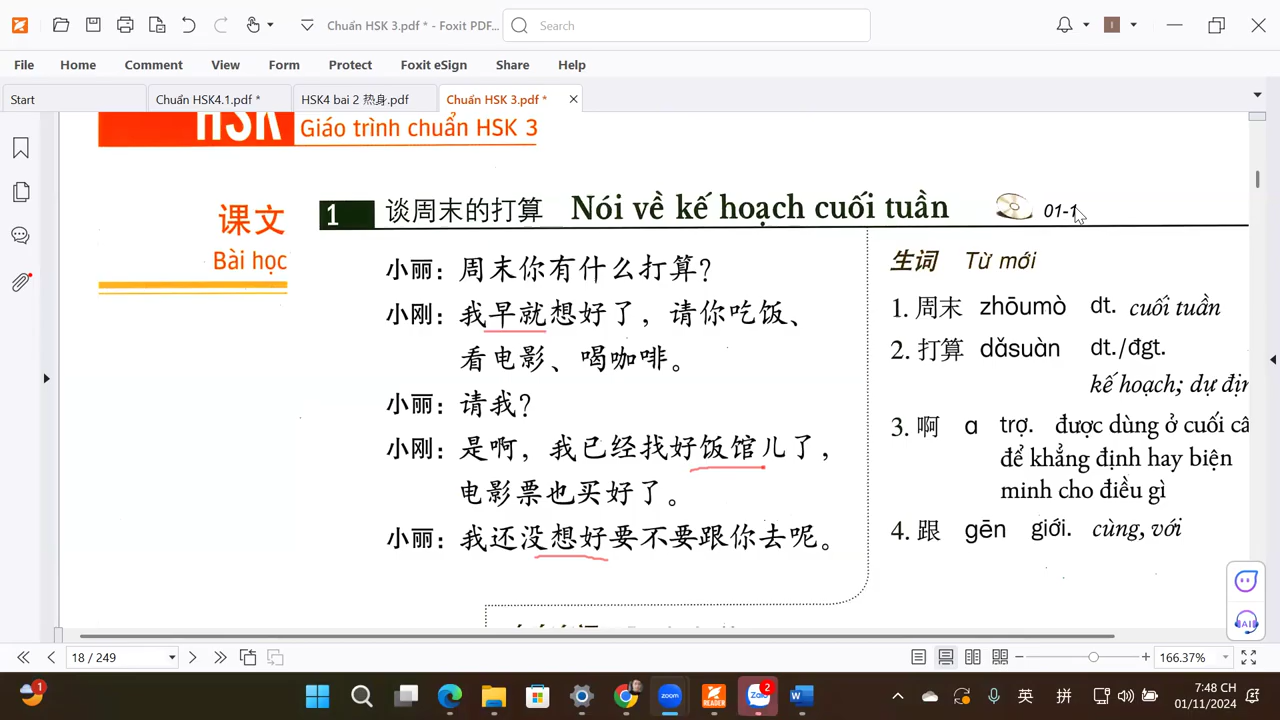 Chuẩn HSK 3.pdf * - Foxit PDF...
Search
I
File Home Comment View Form Protect Foxit eSign Share Help
Start
Chuẩn HSK4.1.pdf *
HSK4 bai 2 热身.pdf
Chuẩn HSK 3.pdf *
HSK
Giáo trình chuẩn HSK 3
课文
Bài học
1 谈周末的打算 Nói về kế hoạch cuối tuần 01-1
小丽：周末你有什么打算？
小刚：我早就想好了，请你吃饭、
看电影、喝咖啡。
小丽：请我？
小刚：是啊，我已经找好饭馆儿了，
电影票也买好了。
小丽：我还没想好要不要跟你去呢。
生词 Từ mới
1. 周末 zhōumò dt. cuối tuần
2. 打算 dǎsuàn dt./đgt.
kế hoạch; dự địn
3. 啊 a trợ. được dùng ở cuối câ
để khẳng định hay biện
minh cho điều gì
4. 跟 gēn giới. cùng, với
AI
18 / 249
166.37%
1
zoom
READER
Zalo
2
英
拼
7:48 CH
01/11/2024